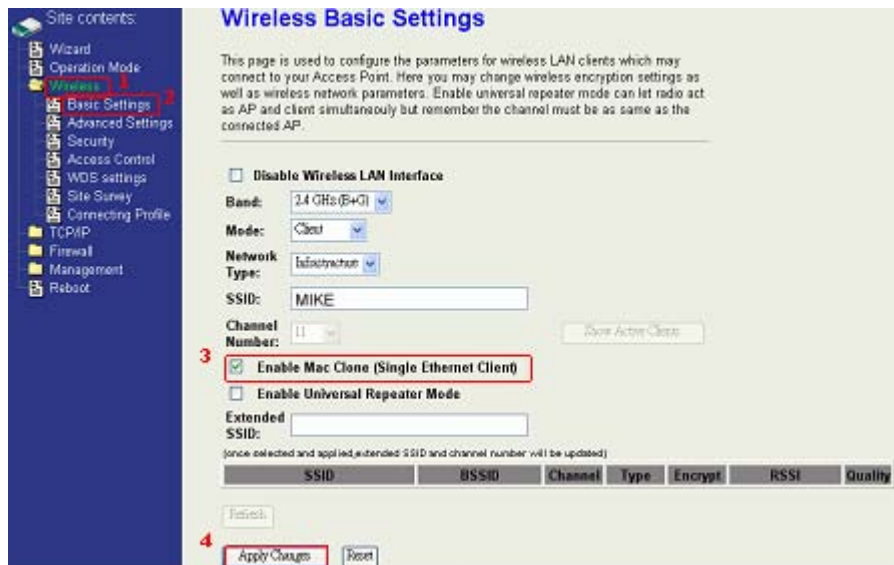 Site contents:
Wizard
Operation Mode
Wireless 1
Basic Settings 2
Advanced Settings
Security
Access Control
WDS settings
Site Survey
Connecting Profile
TCP/IP
Firewall
Management
Reboot
Wireless Basic Settings
This page is used to configure the parameters for wireless LAN clients which may
connect to your Access Point. Here you may change wireless encryption settings as
well as wireless network parameters. Enable universal repeater mode can let radio act
as AP and client simultaneouly but remember the channel must be as same as the
connected AP.
Disable Wireless LAN Interface
Band: 2.4 GHz (B+G)
Mode: Client
Network
Type: Infrastructure
SSID: MIKE
Channel
Number: 11 Show Active Clients
3 Enable Mac Clone (Single Ethernet Client)
Enable Universal Repeater Mode
Extended
SSID:
(once selected and applied,extended SSID and channel number will be updated)
SSID BSSID Channel Type Encrypt RSSI Quality
Refresh
4 Apply Changes Reset